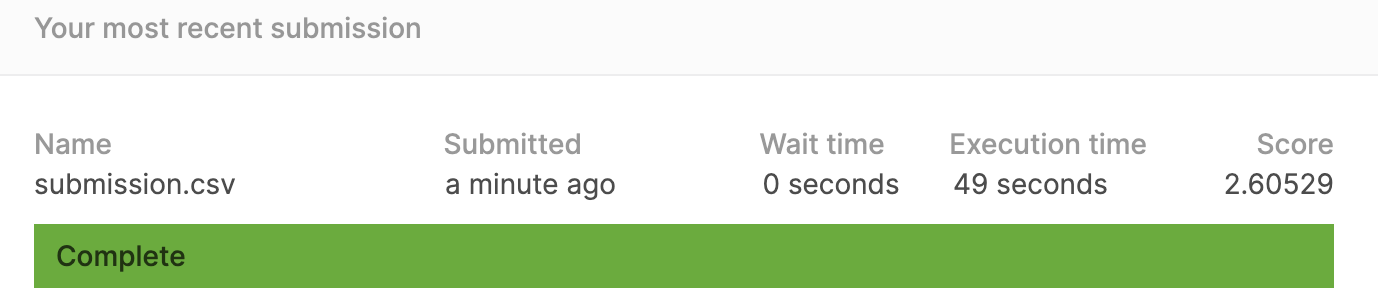 Your most recent submission
Name Submitted Wait time Execution time Score
submission.csv a minute ago 0 seconds 49 seconds 2.60529
Complete